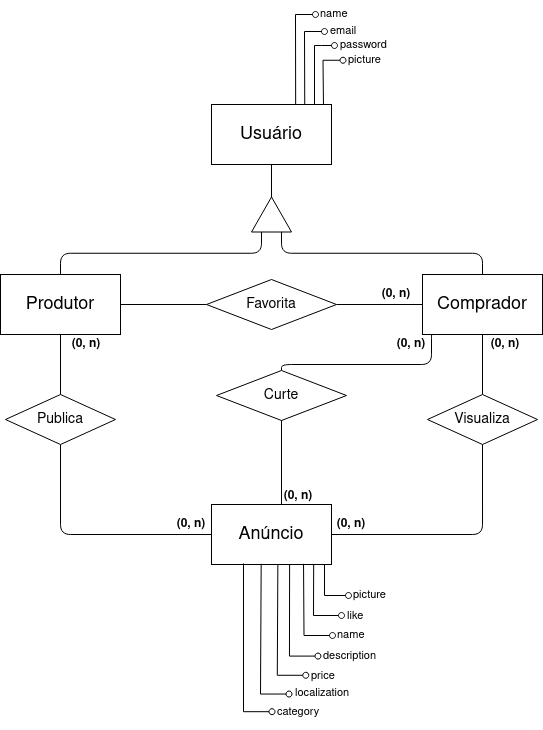 name
email
password
picture
Usuário
Produtor
Favorita
(0, n)
Comprador
(0, n)
(0, n)
(0, n)
Curte
Publica
Visualiza
(0, n)
(0, n)
(0, n)
Anúncio
picture
like
name
description
price
localization
category